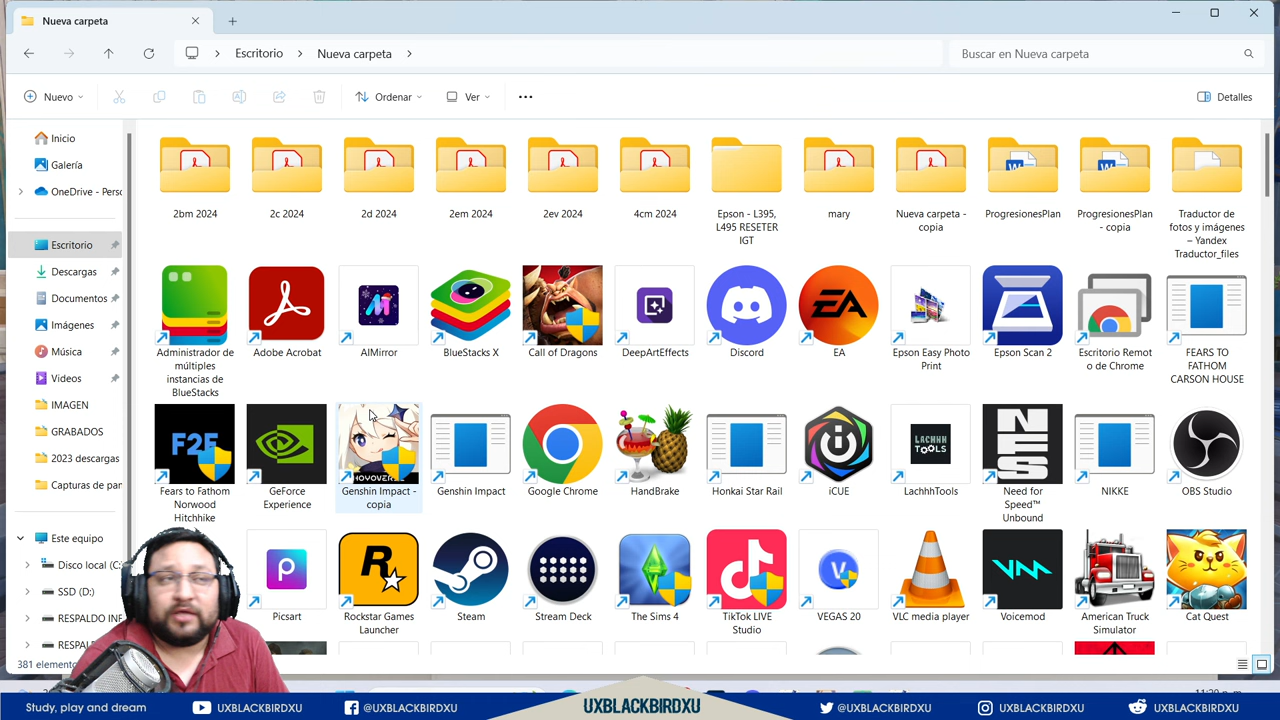 Nueva carpeta
Escritorio
Nueva carpeta
Buscar en Nueva carpeta
Nuevo
Ordenar
Ver
Detalles
Inicio
Galería
OneDrive - Perso
Escritorio
Descargas
Documentos
Imágenes
Música
Videos
IMAGEN
GRABADOS
2023 descargas
Capturas de pan
Este equipo
Disco local (C:
SSD (D:)
RESPALDO INF
RESPALDO
381 elemento
2bm 2024
2c 2024
2d 2024
2em 2024
2ev 2024
4cm 2024
Epson - L395,
L495 RESETER
IGT
mary
Nueva carpeta -
copia
ProgresionesPlan
ProgresionesPlan
- copia
Traductor de
fotos y imágenes
– Yandex
Traductor_files
Administrador de
múltiples
instancias de
BlueStacks
Adobe Acrobat
AIMirror
BlueStacks X
Call of Dragons
DeepArtEffects
Discord
EA
EA
Epson Easy Photo
Print
Epson Scan 2
Escritorio Remot
o de Chrome
FEARS TO
FATHOM
CARSON HOUSE
F2F
Fears to Fathom
Norwood
Hitchhike
GeForce
Experience
HOYOVERSE
Genshin Impact -
copia
Genshin Impact
Google Chrome
HandBrake
Honkai Star Rail
iCUE
LACHHH
TOOLS
LachhhTools
NFS
Need for
Speed™
Unbound
NIKKE
OBS Studio
Picsart
Rockstar Games
Launcher
Steam
Stream Deck
The Sims 4
TikTok LIVE
Studio
VEGAS 20
VLC media player
Voicemod
American Truck
Simulator
Cat Quest
Study, play and dream
UXBLACKBIRDXU
@UXBLACKBIRDXU
UXBLACKBIRDXU
@UXBLACKBIRDXU
UXBLACKBIRDXU
UXBLACKBIRDXU